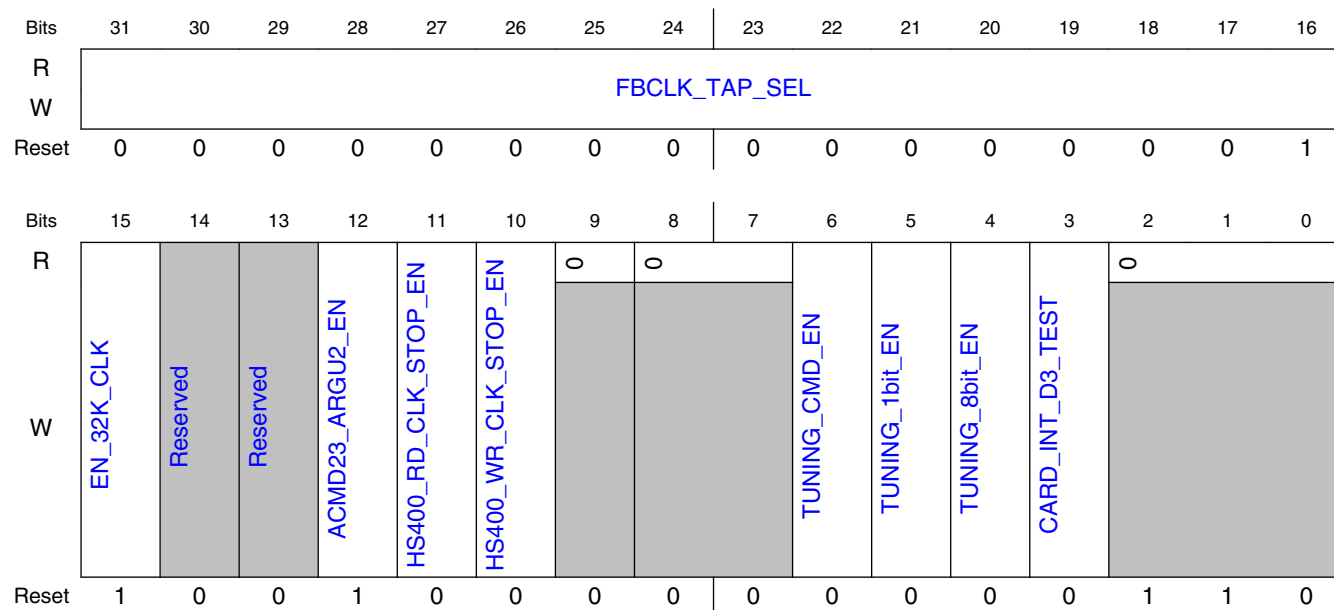 Bits 31 30 29 28 27 26 25 24 23 22 21 20 19 18 17 16
R
FBCLK_TAP_SEL
W
Reset 0 0 0 0 0 0 0 0 0 0 0 0 0 0 0 1
Bits 15 14 13 12 11 10 9 8 7 6 5 4 3 2 1 0
R 0 0 0
W
EN_32K_CLK
Reserved
Reserved
ACMD23_ARGU2_EN
HS400_RD_CLK_STOP_EN
HS400_WR_CLK_STOP_EN
TUNING_CMD_EN
TUNING_1bit_EN
TUNING_8bit_EN
CARD_INT_D3_TEST
Reset 1 0 0 1 0 0 0 0 0 0 0 0 0 1 1 0